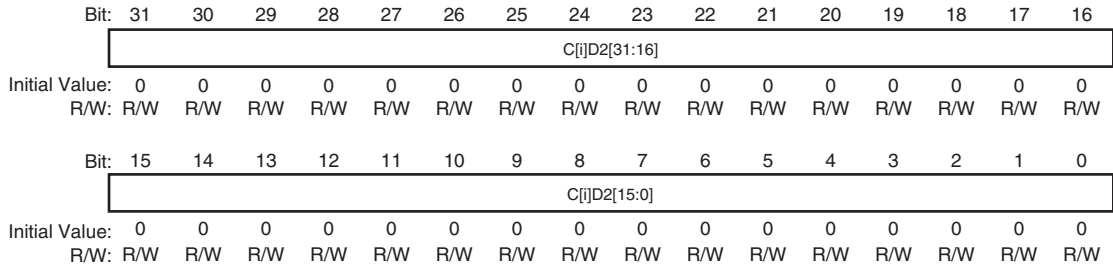 Bit: 31 30 29 28 27 26 25 24 23 22 21 20 19 18 17 16
C[i]D2[31:16]
Initial Value: 0 0 0 0 0 0 0 0 0 0 0 0 0 0 0 0
R/W: R/W R/W R/W R/W R/W R/W R/W R/W R/W R/W R/W R/W R/W R/W R/W R/W
Bit: 15 14 13 12 11 10 9 8 7 6 5 4 3 2 1 0
C[i]D2[15:0]
Initial Value: 0 0 0 0 0 0 0 0 0 0 0 0 0 0 0 0
R/W: R/W R/W R/W R/W R/W R/W R/W R/W R/W R/W R/W R/W R/W R/W R/W R/W